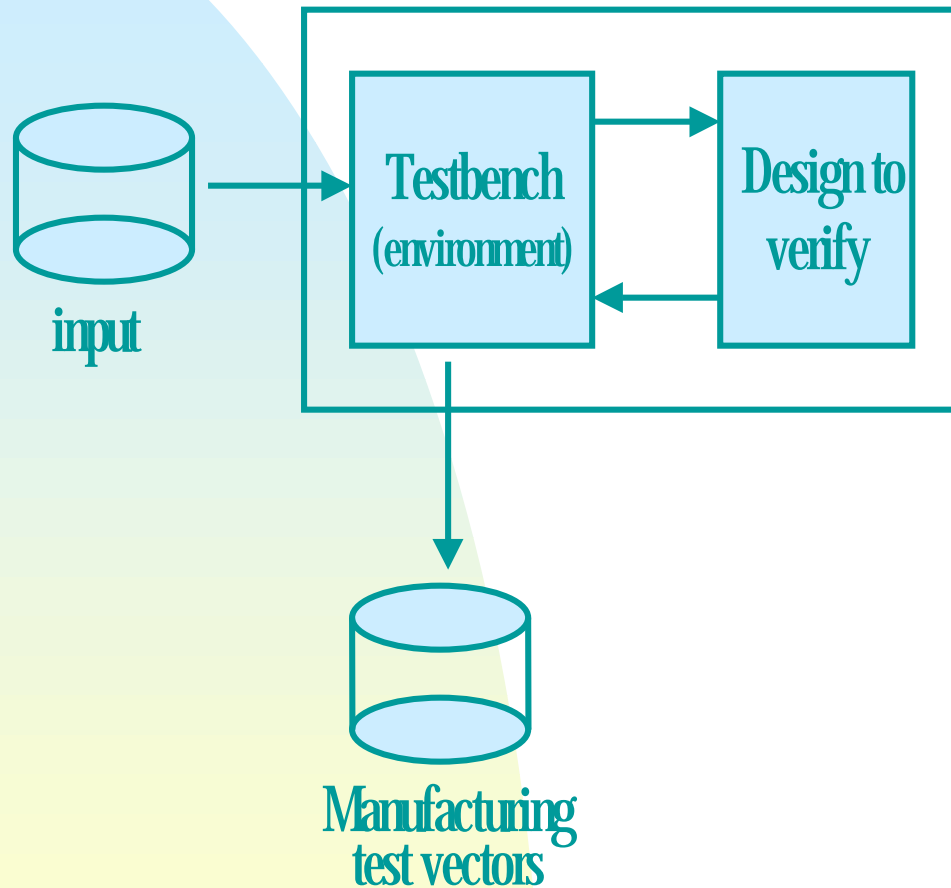 Testbench
(environment)
Design to
verify
input
Manufacturing
test vectors